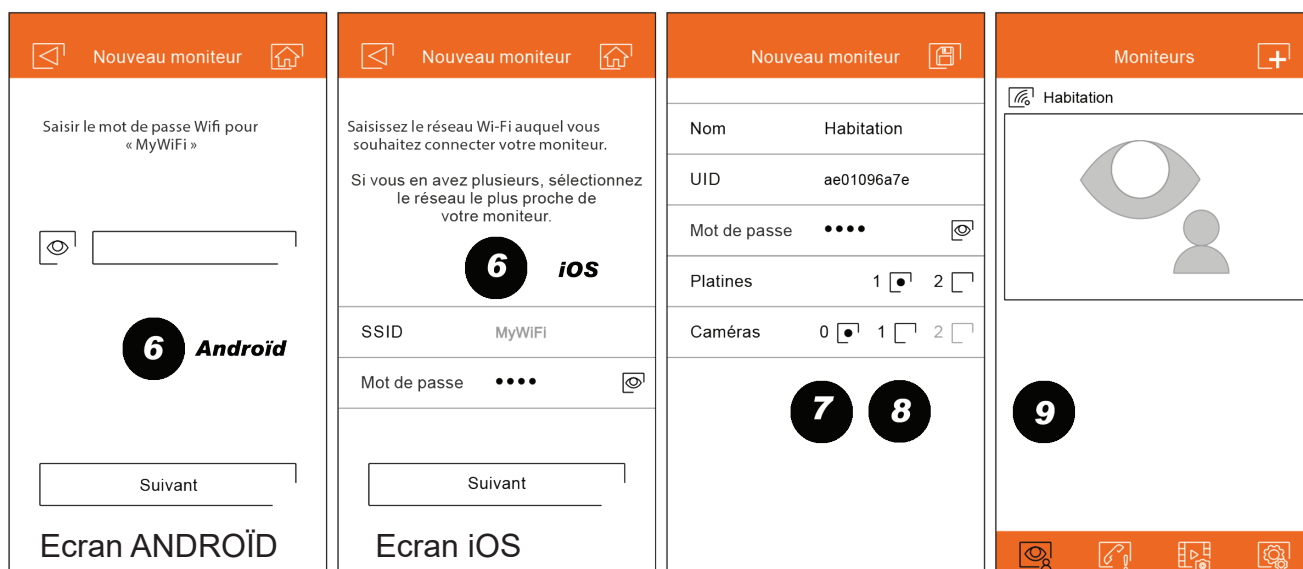 Nouveau moniteur
Saisir le mot de passe Wifi pour
« MyWiFi »
6 Androïd
Suivant
Ecran ANDROÏD
Nouveau moniteur
Saisissez le réseau Wi-Fi auquel vous
souhaitez connecter votre moniteur.
Si vous en avez plusieurs, sélectionnez
le réseau le plus proche de
votre moniteur.
6 iOS
SSID MyWiFi
Mot de passe ••••
Suivant
Ecran iOS
Nouveau moniteur
Nom Habitation
UID ae01096a7e
Mot de passe ••••
Platines 1 2
Caméras 0 1 2
7 8
Moniteurs
Habitation
9